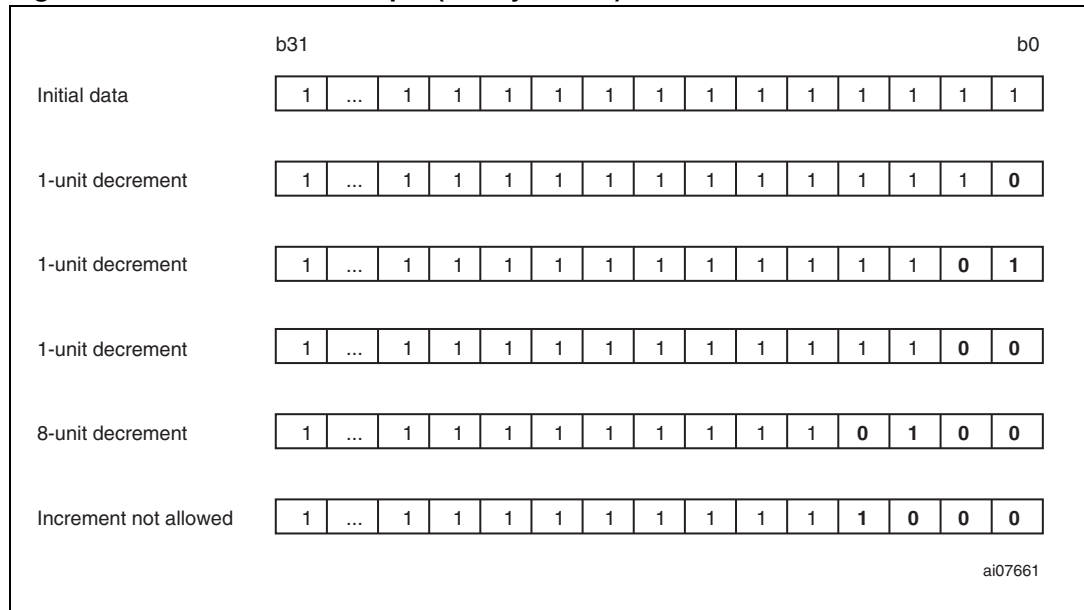 b31 b0
Initial data 1 ... 1 1 1 1 1 1 1 1 1 1 1 1 1
1-unit decrement 1 ... 1 1 1 1 1 1 1 1 1 1 1 1 0
1-unit decrement 1 ... 1 1 1 1 1 1 1 1 1 1 1 0 1
1-unit decrement 1 ... 1 1 1 1 1 1 1 1 1 1 1 0 0
8-unit decrement 1 ... 1 1 1 1 1 1 1 1 1 0 1 0 0
Increment not allowed 1 ... 1 1 1 1 1 1 1 1 1 1 0 0 0
ai07661